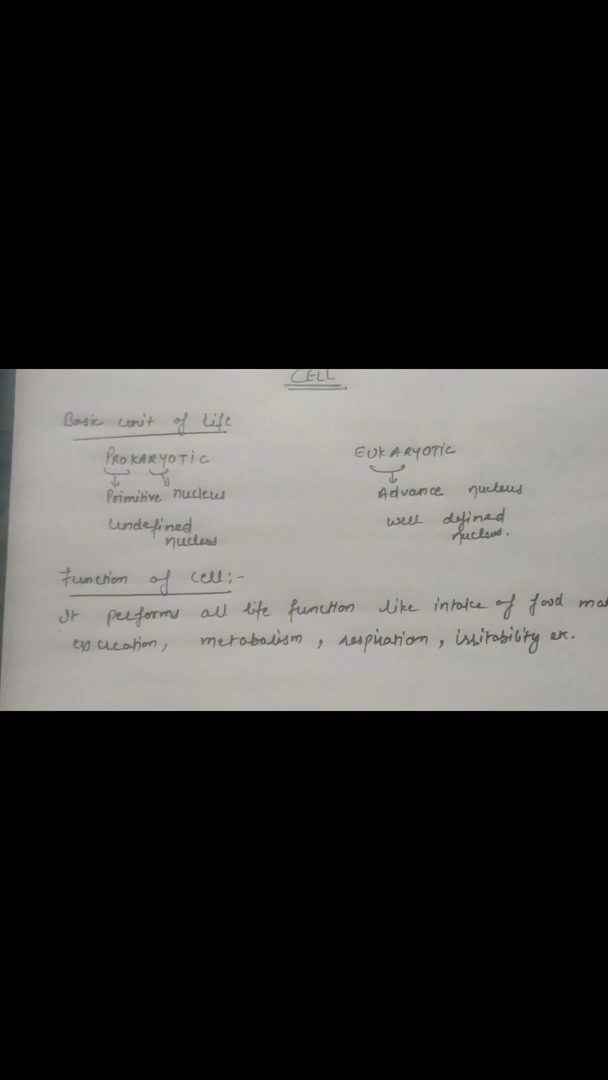 CELL
Basic unit of life
PROKARYOTIC
EUKARYOTIC
Primitive nucleus
Advance nucleus
Undefined
nucleus
well defined
nucleus.
Function of cell:-
It performs all life function like intake of food
excreation, metabolism, respiration, irritability etc.